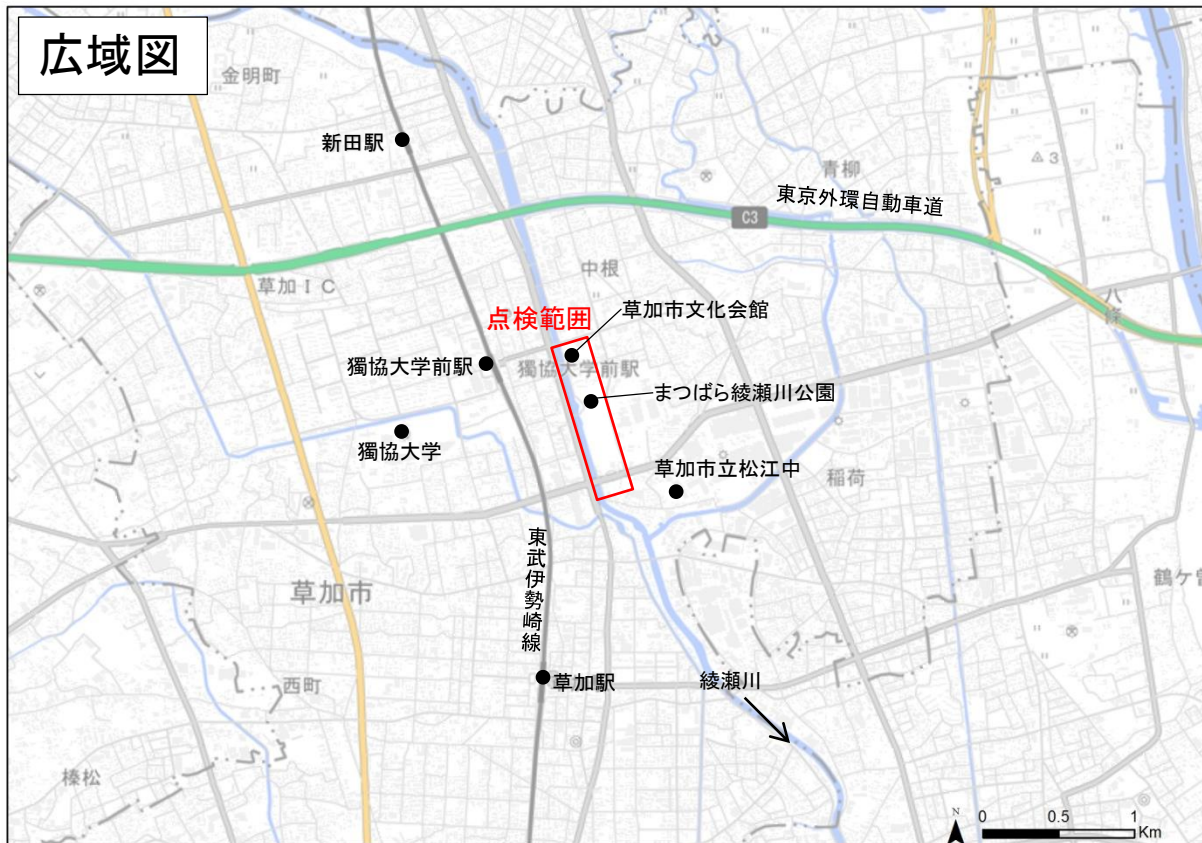 広域図
金明町
新田駅
青柳
3
東京外環自動車道
C3
中根
草加IC
八條
点検範囲
草加市文化会館
獨協大学前駅
獨協大学前駅
まつばら綾瀬川公園
獨協大学
草加市立松江中
稲荷
東武伊勢崎線
草加市
草加駅
西町
綾瀬川
榛松
N
0 0.5 1
Km